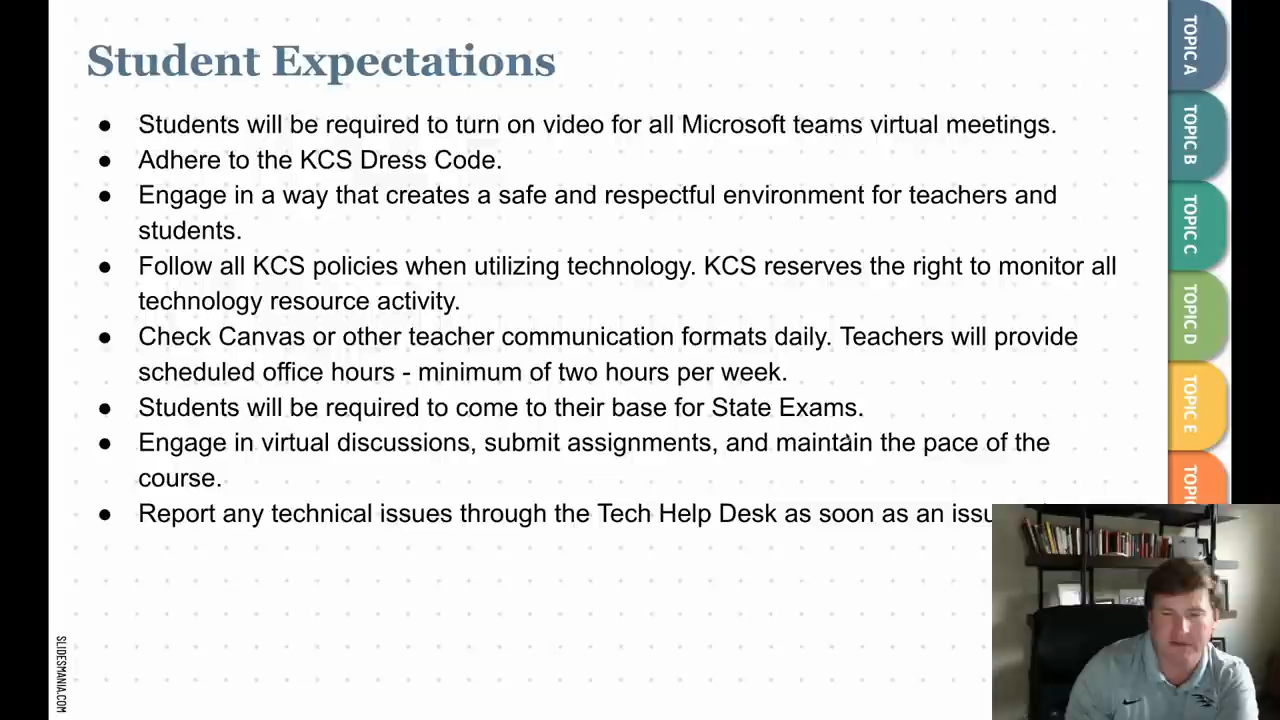 Student Expectations
● Students will be required to turn on video for all Microsoft teams virtual meetings.
● Adhere to the KCS Dress Code.
● Engage in a way that creates a safe and respectful environment for teachers and
students.
● Follow all KCS policies when utilizing technology. KCS reserves the right to monitor all
technology resource activity.
● Check Canvas or other teacher communication formats daily. Teachers will provide
scheduled office hours - minimum of two hours per week.
● Students will be required to come to their base for State Exams.
● Engage in virtual discussions, submit assignments, and maintain the pace of the
course.
● Report any technical issues through the Tech Help Desk as soon as an
TOPIC A
TOPIC B
TOPIC C
TOPIC D
TOPIC E
TOPIC
SLIDESMANIA.COM